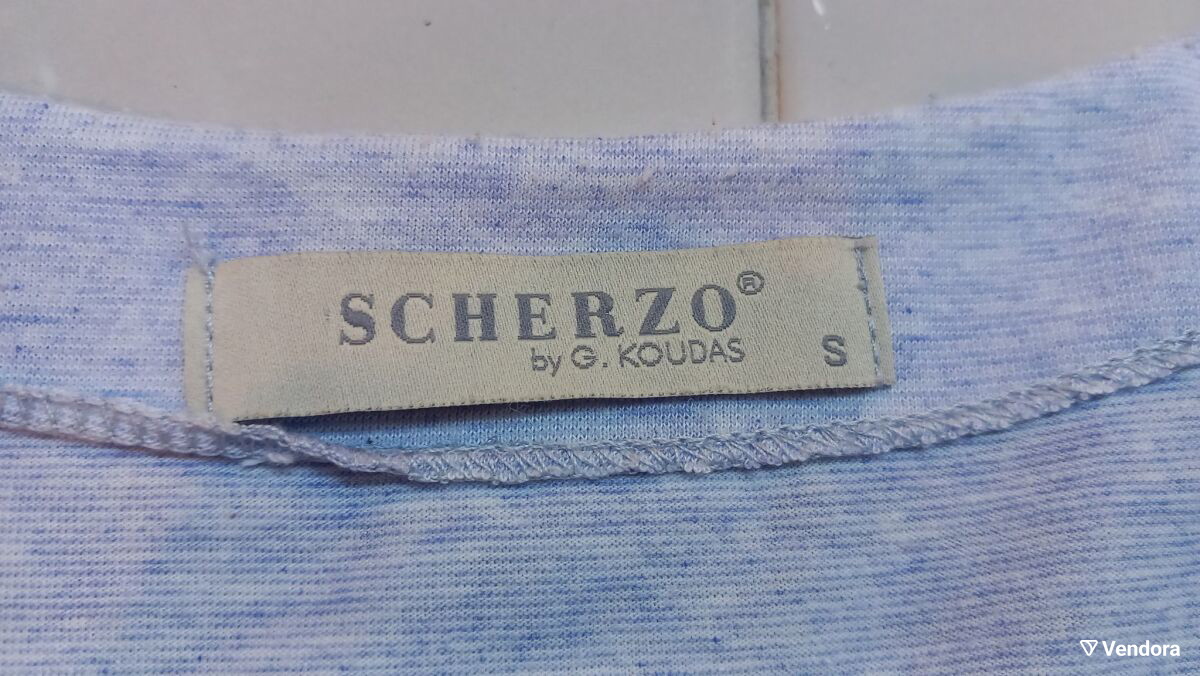 SCHERZO®
by G. KOUDAS
S
Vendora